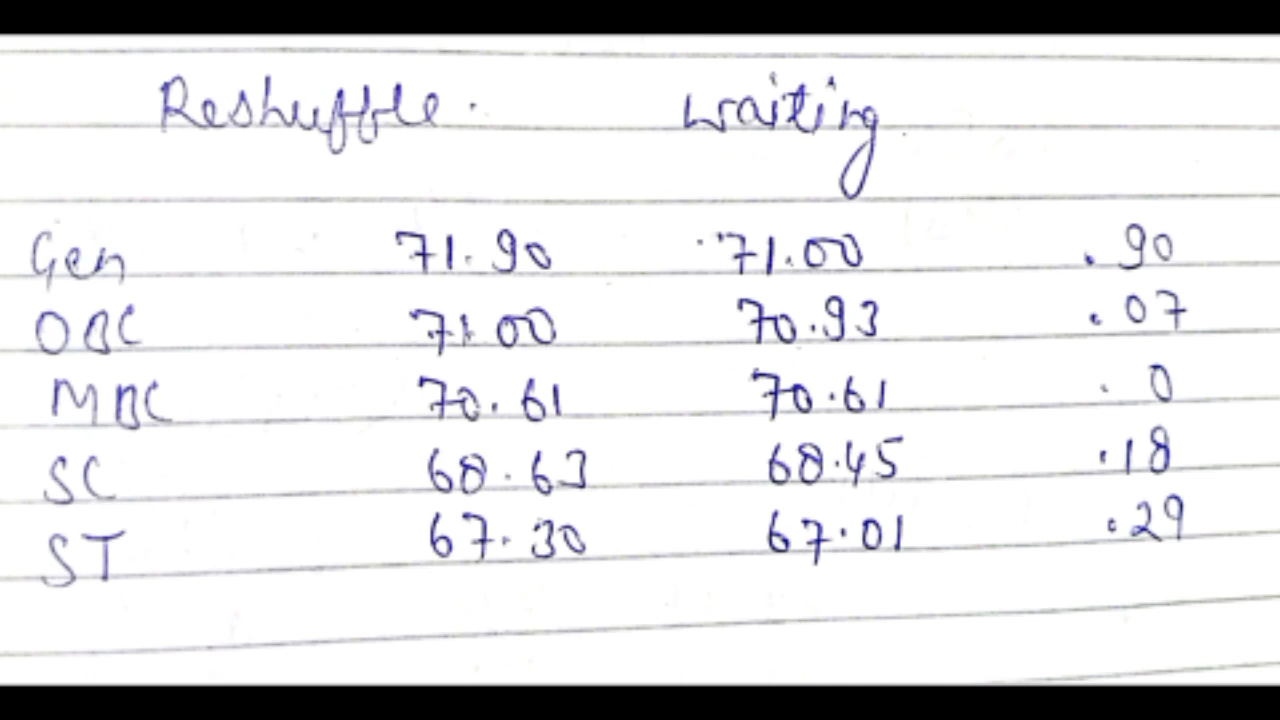 Reshuffle. Waiting
Gen 71.90 71.00 .90
OBC 71.00 70.93 .07
MBC 70.61 70.61 .0
SC 68.63 68.45 .18
ST 67.30 67.01 .29